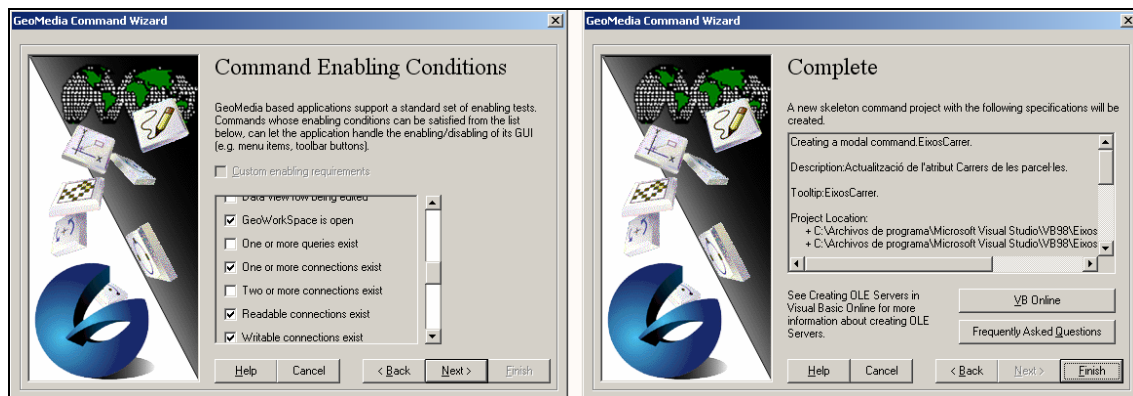 GeoMedia Command Wizard
Command Enabling Conditions
GeoMedia based applications support a standard set of enabling tests.
Commands whose enabling conditions can be satisfied from the list
below, can let the application handle the enabling/disabling of its GUI
(e.g. menu items, toolbar buttons).
Custom enabling requirements
Data view row being edited
GeoWorkSpace is open
One or more queries exist
One or more connections exist
Two or more connections exist
Readable connections exist
Writable connections exist
Help
Cancel
< Back
Next >
Finish
GeoMedia Command Wizard
Complete
A new skeleton command project with the following specifications will be
created.
Creating a modal command.EixosCarrer.
Description:Actualització de l'atribut Carrers de les parcel·les.
Tooltip:EixosCarrer.
Project Location:
+ C:\Archivos de programa\Microsoft Visual Studio\VB98\Eixos
+ C:\Archivos de programa\Microsoft Visual Studio\VB98\Eixos
See Creating OLE Servers in
Visual Basic Online for more
information about creating OLE
Servers.
VB Online
Frequently Asked Questions
Help
Cancel
< Back
Next >
Finish